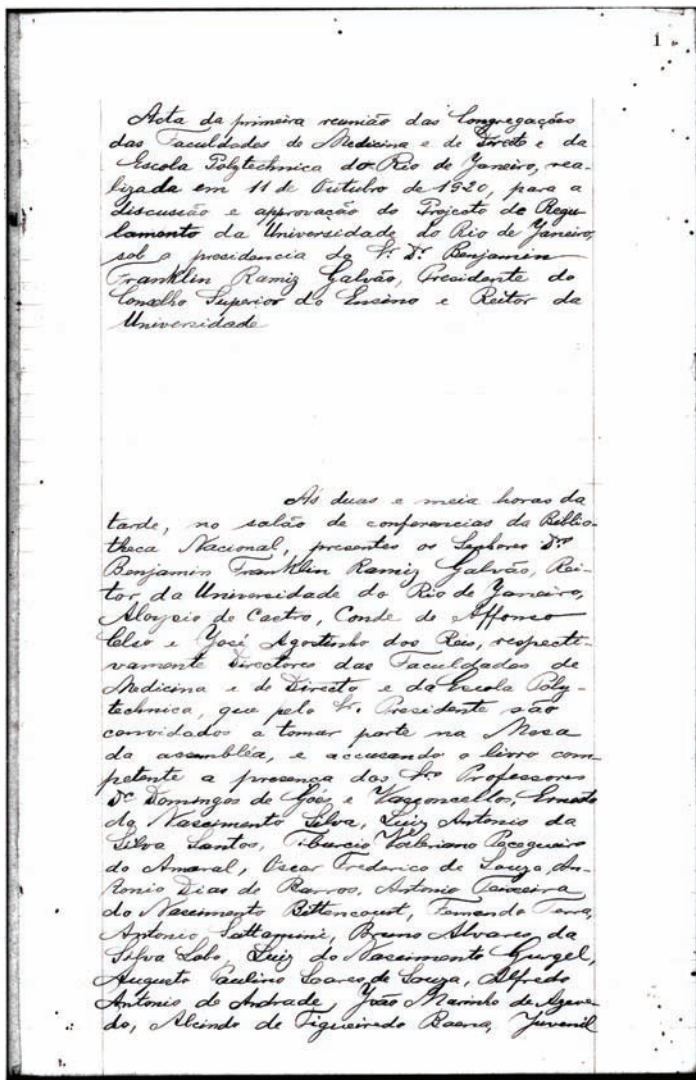 1
Acta da primeira reunião das Congregações
das Faculdades de Medicina e de Direito e da
Escola Polytechnica do Rio de Janeiro, rea-
lizada em 11 de Outubro de 1920, para a
discussão e approvação do Projecto de Regu-
lamento da Universidade do Rio de Janeiro,
sob a presidencia do Sr. Dr. Benjamin
Franklin Ramiz Galvão, Presidente do
Conselho Superior do Ensino e Reitor da
Universidade
Ás duas e meia horas da
tarde, no salão de conferencias da Biblio-
theca Nacional, presentes os Senhores Drs
Benjamin Franklin Ramiz Galvão, Rei-
tor da Universidade do Rio de Janeiro,
Aloysio de Castro, Conde de Affonso
Celso e José Agostinho dos Reis, respecti-
vamente Directores das Faculdades de
Medicina e de Direito e da Escola Poly-
technica, que pelo Sr. Presidente são
convidados a tomar parte na Mesa
da assembléa, e accusando o livro com-
petente a presença dos Srs Professores
Drs Domingos de Góes e Vasconcellos, Ernesto
do Nascimento Silva, Luiz Antonio da
Silva Santos, Tiburcio Valeriano Pecegueiro
do Amaral, Oscar Frederico de Souza, An-
tonio Dias de Barros, Antonio Teixeira
do Nascimento Bittencourt, Fernando Terra,
Antonio Sattamini, Bruno Alvares da
Silva Lobo, Luiz do Nascimento Gurgel,
Augusto Paulino Soares de Souza, Alfredo
Antonio de Andrade, João Marinho de Azeve-
do, Alcindo de Figueiredo Baena, Juvenil